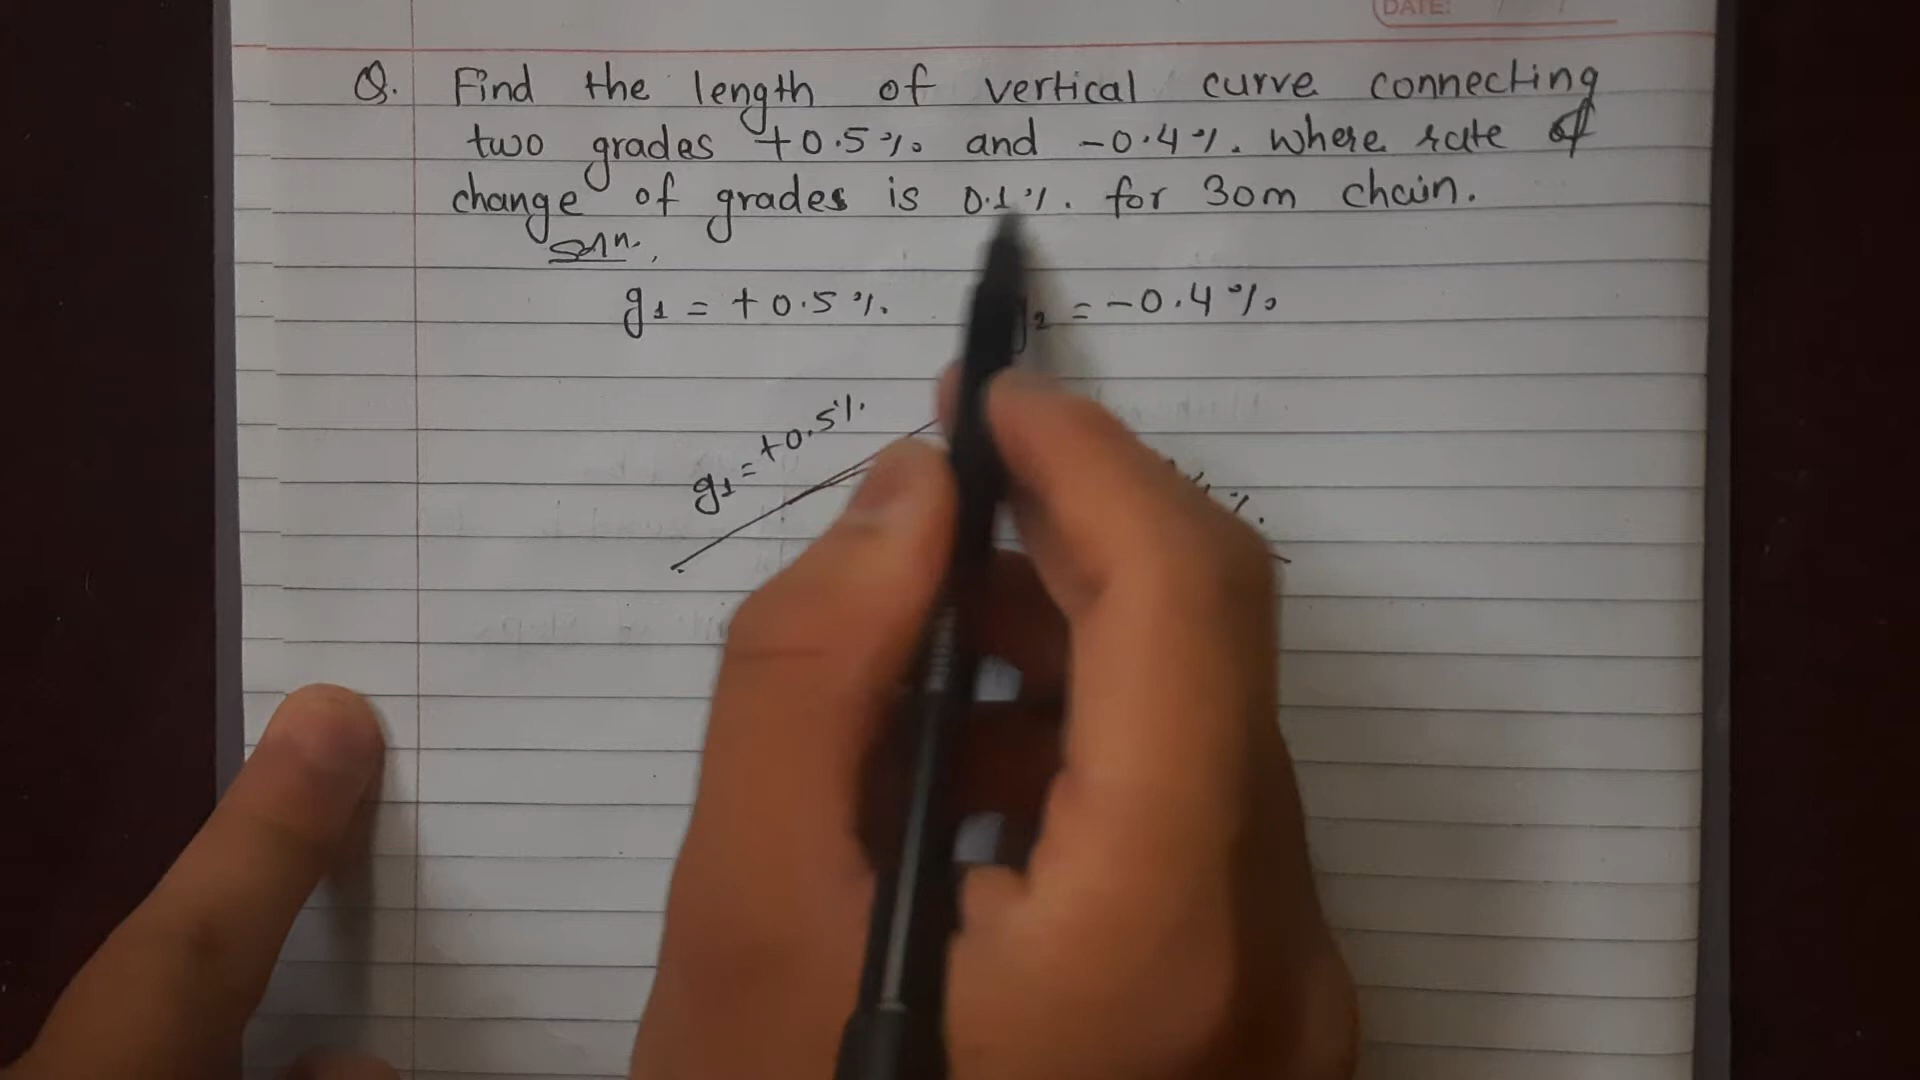 DATE:
Q. Find the length of vertical curve connecting
two grades +0.5% and -0.4%. where rate of
change of grades is 0.1%. for 30m chain.
Soln.,
g1 = +0.5%. 2 = -0.4%
g1 = +0.5%.
%.